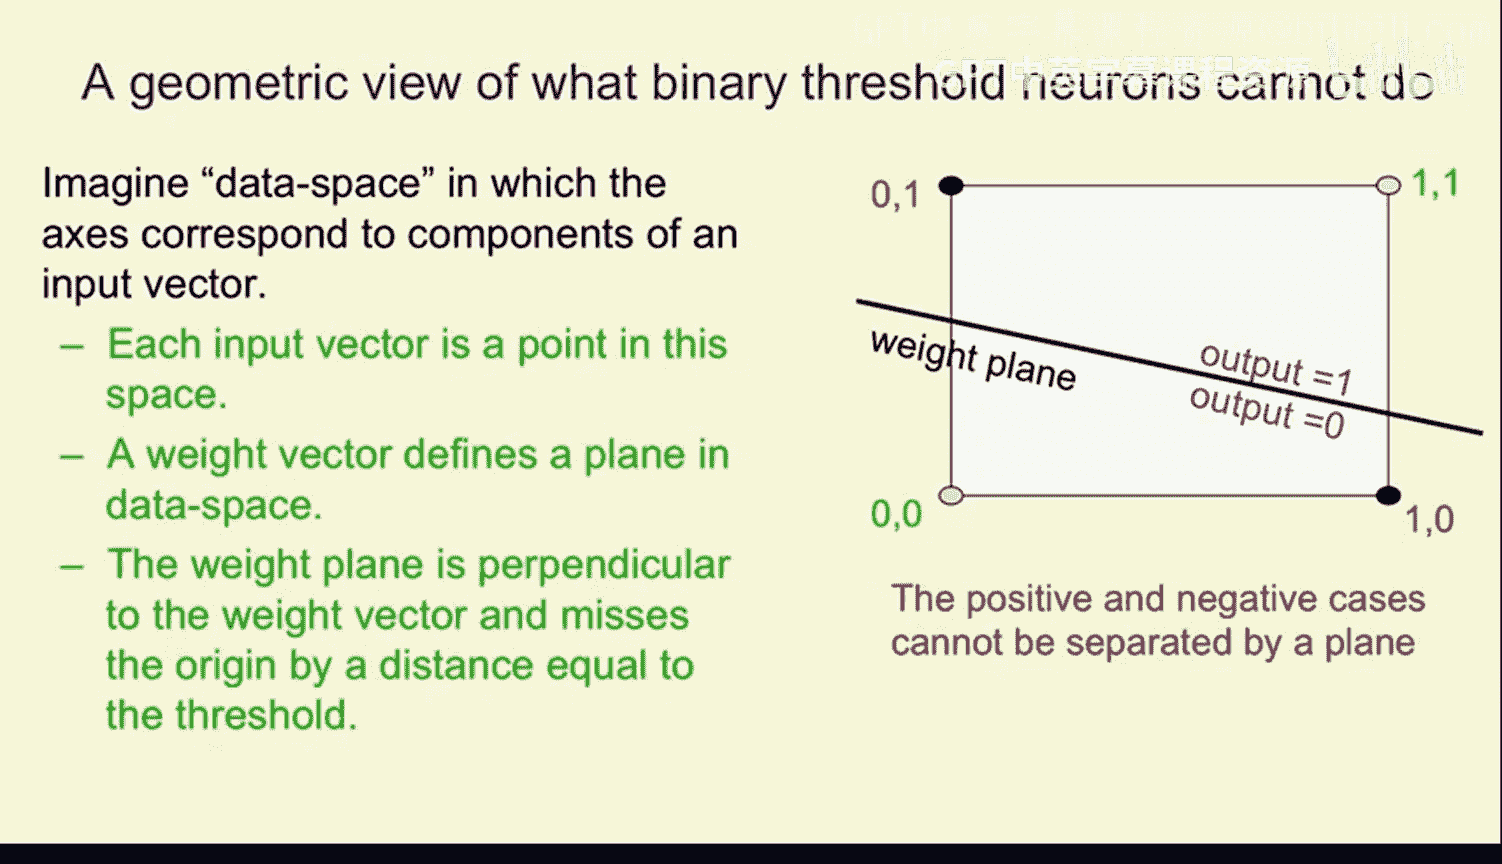 A geometric view of what binary threshold neurons cannot do
Imagine “data-space” in which the
axes correspond to components of an
input vector.
– Each input vector is a point in this
space.
– A weight vector defines a plane in
data-space.
– The weight plane is perpendicular
to the weight vector and misses
the origin by a distance equal to
the threshold.
0,1
1,1
weight plane
output =1
output =0
0,0
1,0
The positive and negative cases
cannot be separated by a plane